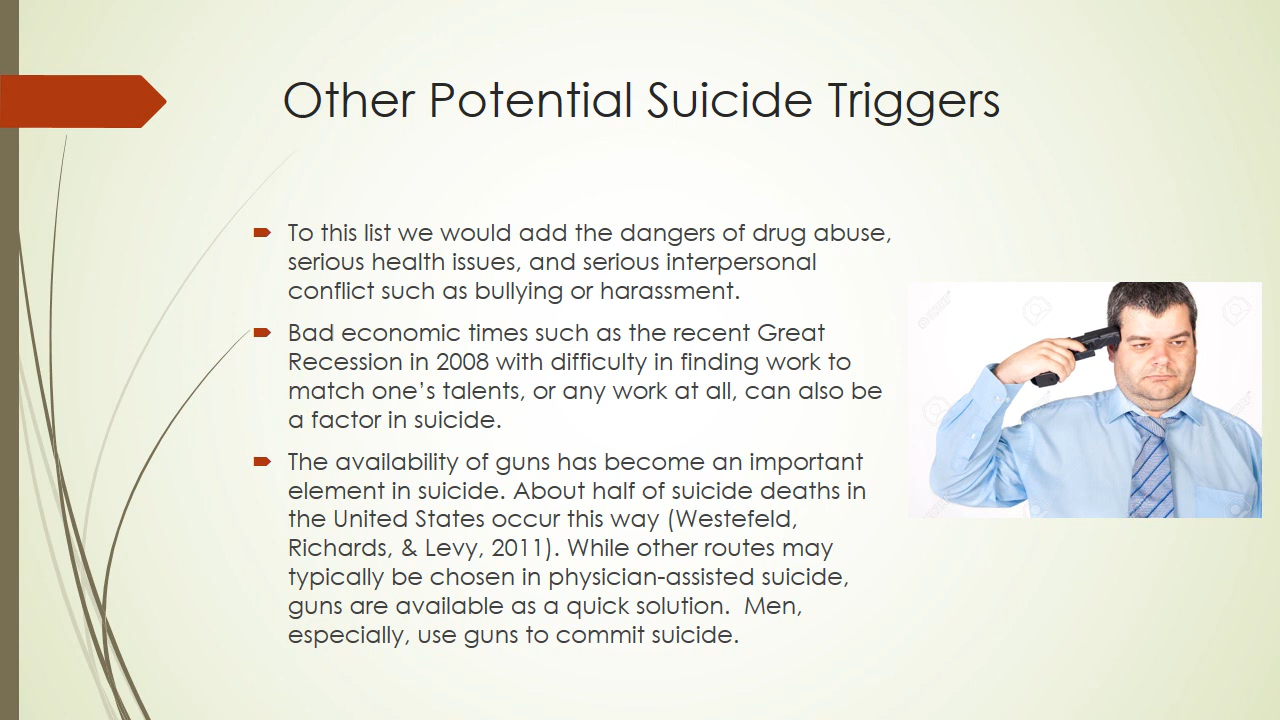 Other Potential Suicide Triggers
To this list we would add the dangers of drug abuse,
serious health issues, and serious interpersonal
conflict such as bullying or harassment.
Bad economic times such as the recent Great
Recession in 2008 with difficulty in finding work to
match one’s talents, or any work at all, can also be
a factor in suicide.
The availability of guns has become an important
element in suicide. About half of suicide deaths in
the United States occur this way (Westefeld,
Richards, & Levy, 2011). While other routes may
typically be chosen in physician-assisted suicide,
guns are available as a quick solution.  Men,
especially, use guns to commit suicide.